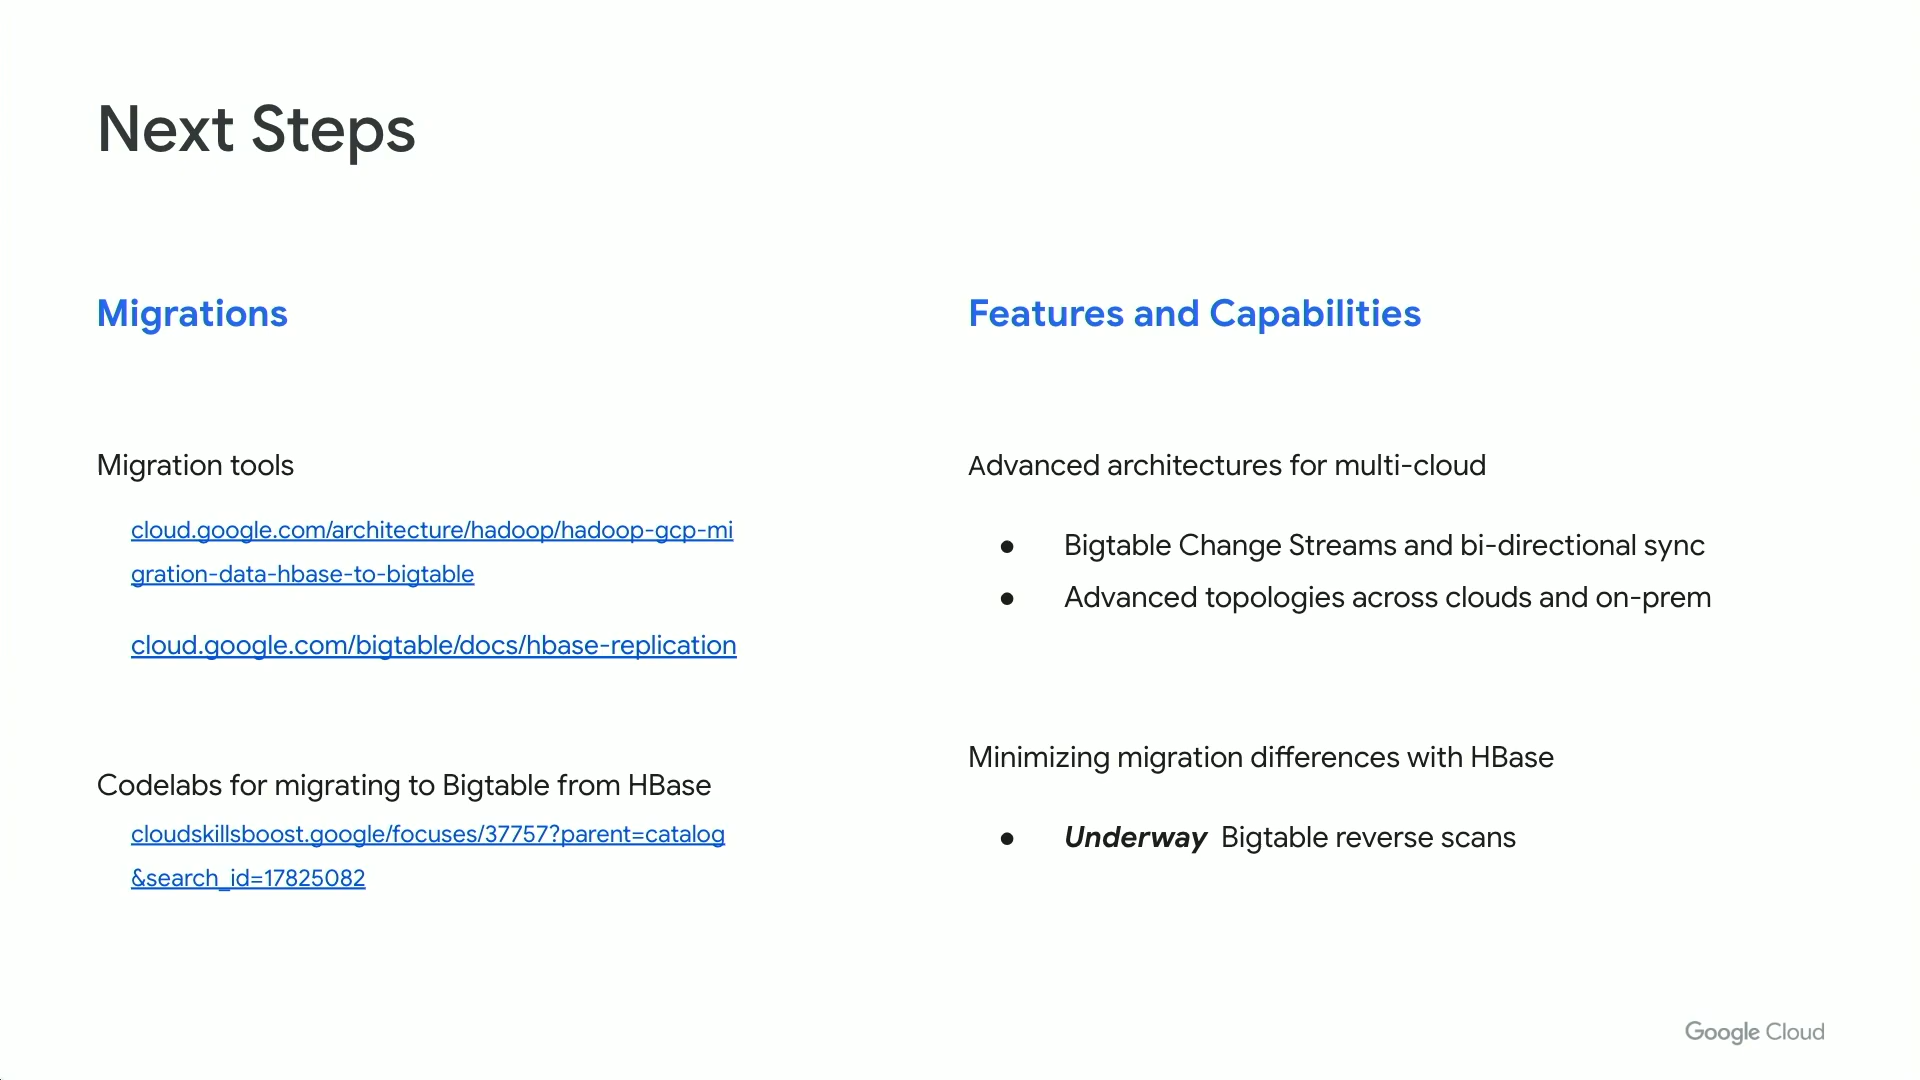 Next Steps
Migrations
Migration tools
cloud.google.com/architecture/hadoop/hadoop-gcp-mi
gration-data-hbase-to-bigtable
cloud.google.com/bigtable/docs/hbase-replication
Codelabs for migrating to Bigtable from HBase
cloudskillsboost.google/focuses/37757?parent=catalog
&search_id=17825082
Features and Capabilities
Advanced architectures for multi-cloud
● Bigtable Change Streams and bi-directional sync
● Advanced topologies across clouds and on-prem
Minimizing migration differences with HBase
● Underway Bigtable reverse scans
Google Cloud